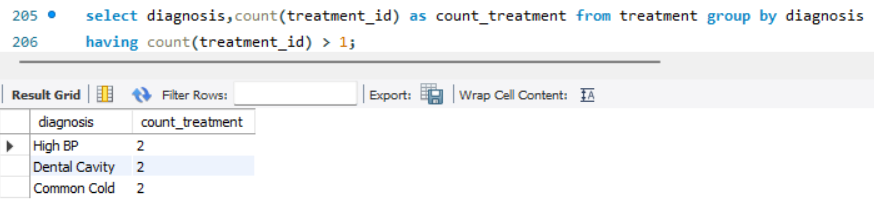 205 select diagnosis,count(treatment_id) as count_treatment from treatment group by diagnosis
206 having count(treatment_id) > 1;
Result Grid Filter Rows: Export: Wrap Cell Content: IA
diagnosis count_treatment
High BP 2
Dental Cavity 2
Common Cold 2